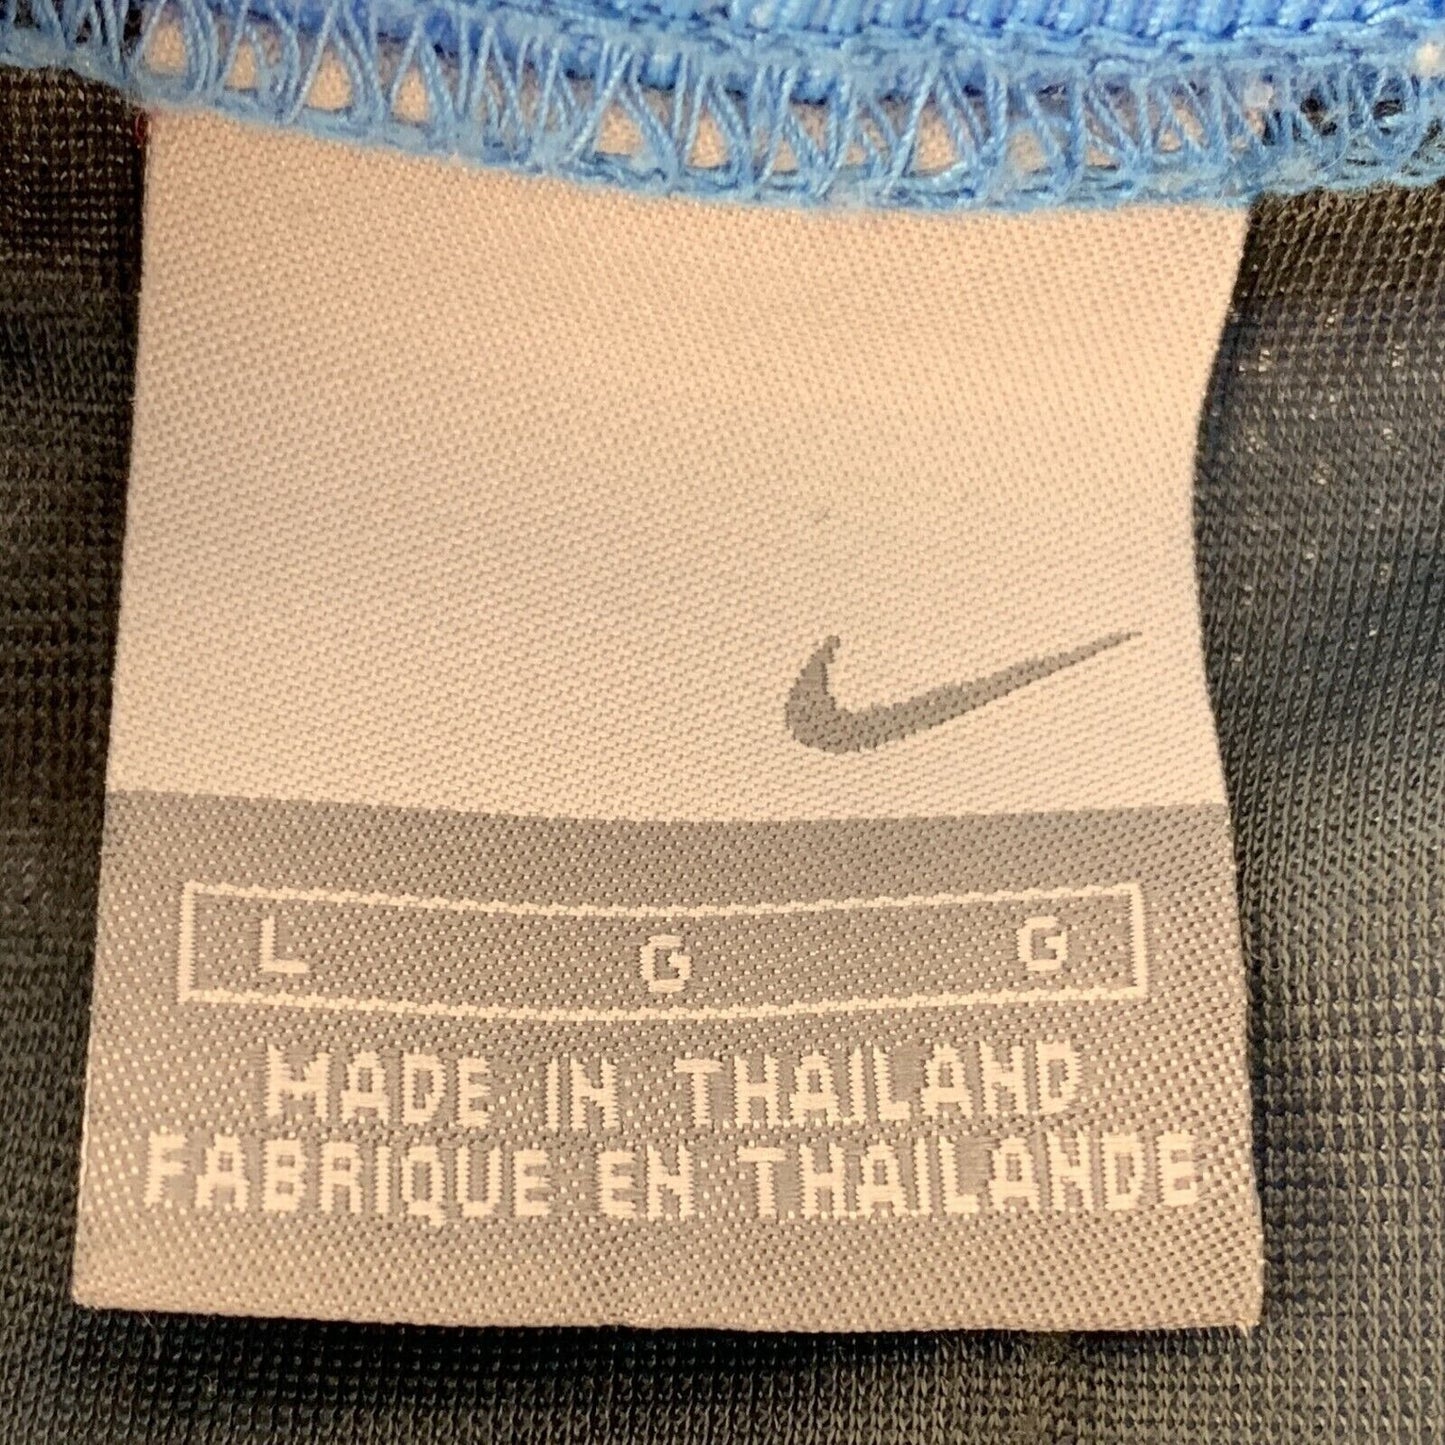 L G G
MADE IN THAILAND
FABRIQUE EN THAILANDE